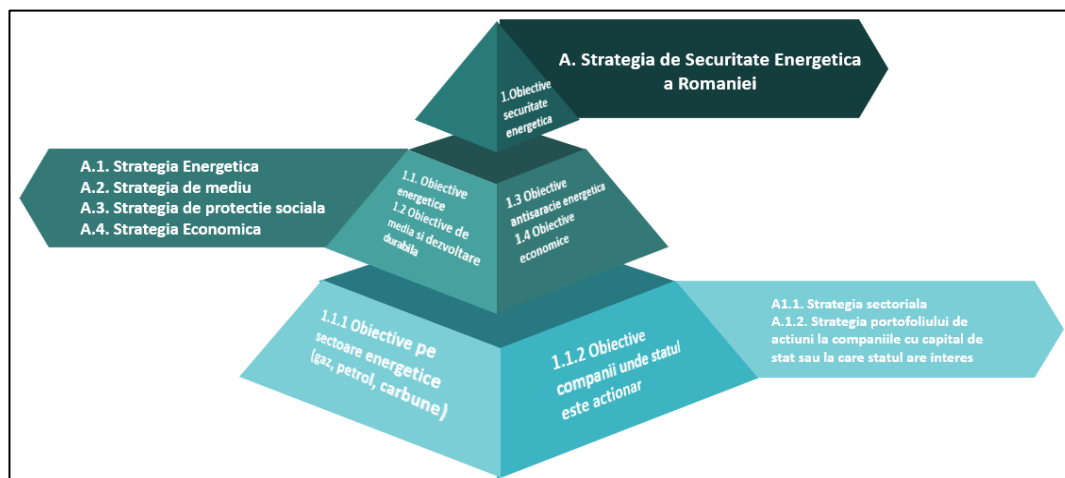 A. Strategia de Securitate Energetica
a Romaniei
1.Obiective
securitate
energetica
A.1. Strategia Energetica
A.2. Strategia de mediu
A.3. Strategia de protectie sociala
A.4. Strategia Economica
1.1. Obiective
energetice
1.2 Obiective de
media si dezvoltare
durabila
1.3 Obiective
antisaracie energetica
1.4 Obiective
economice
A1.1. Strategia sectoriala
A.1.2. Strategia portofoliului de
actiuni la companiile cu capital de
stat sau la care statul are interes
1.1.1 Obiective pe
sectoare energetice
(gaz, petrol, carbune)
1.1.2 Obiective
companii unde statul
este actionar